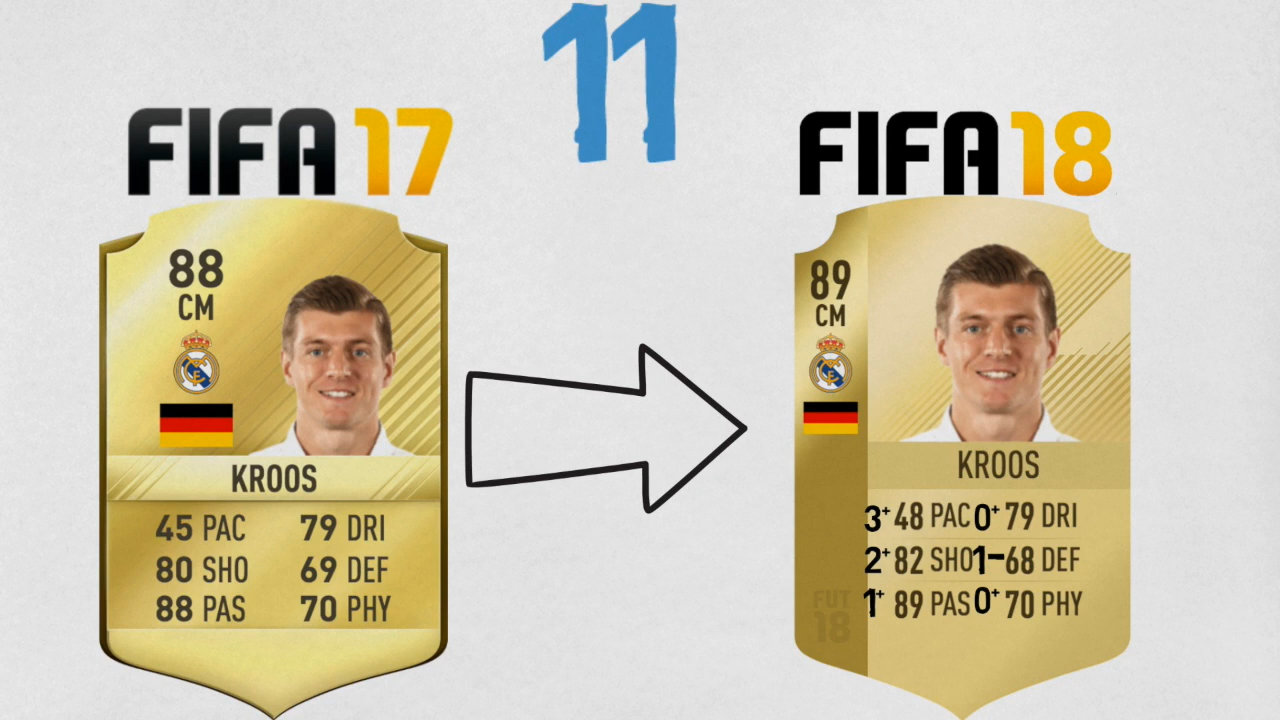 11
FIFA 17
88
CM
KROOS
45 PAC 79 DRI
80 SHO 69 DEF
88 PAS 70 PHY
FIFA 18
89
CM
KROOS
3+ 48 PAC 0+ 79 DRI
2+ 82 SHO 1- 68 DEF
1+ 89 PAS 0+ 70 PHY
FUT
18